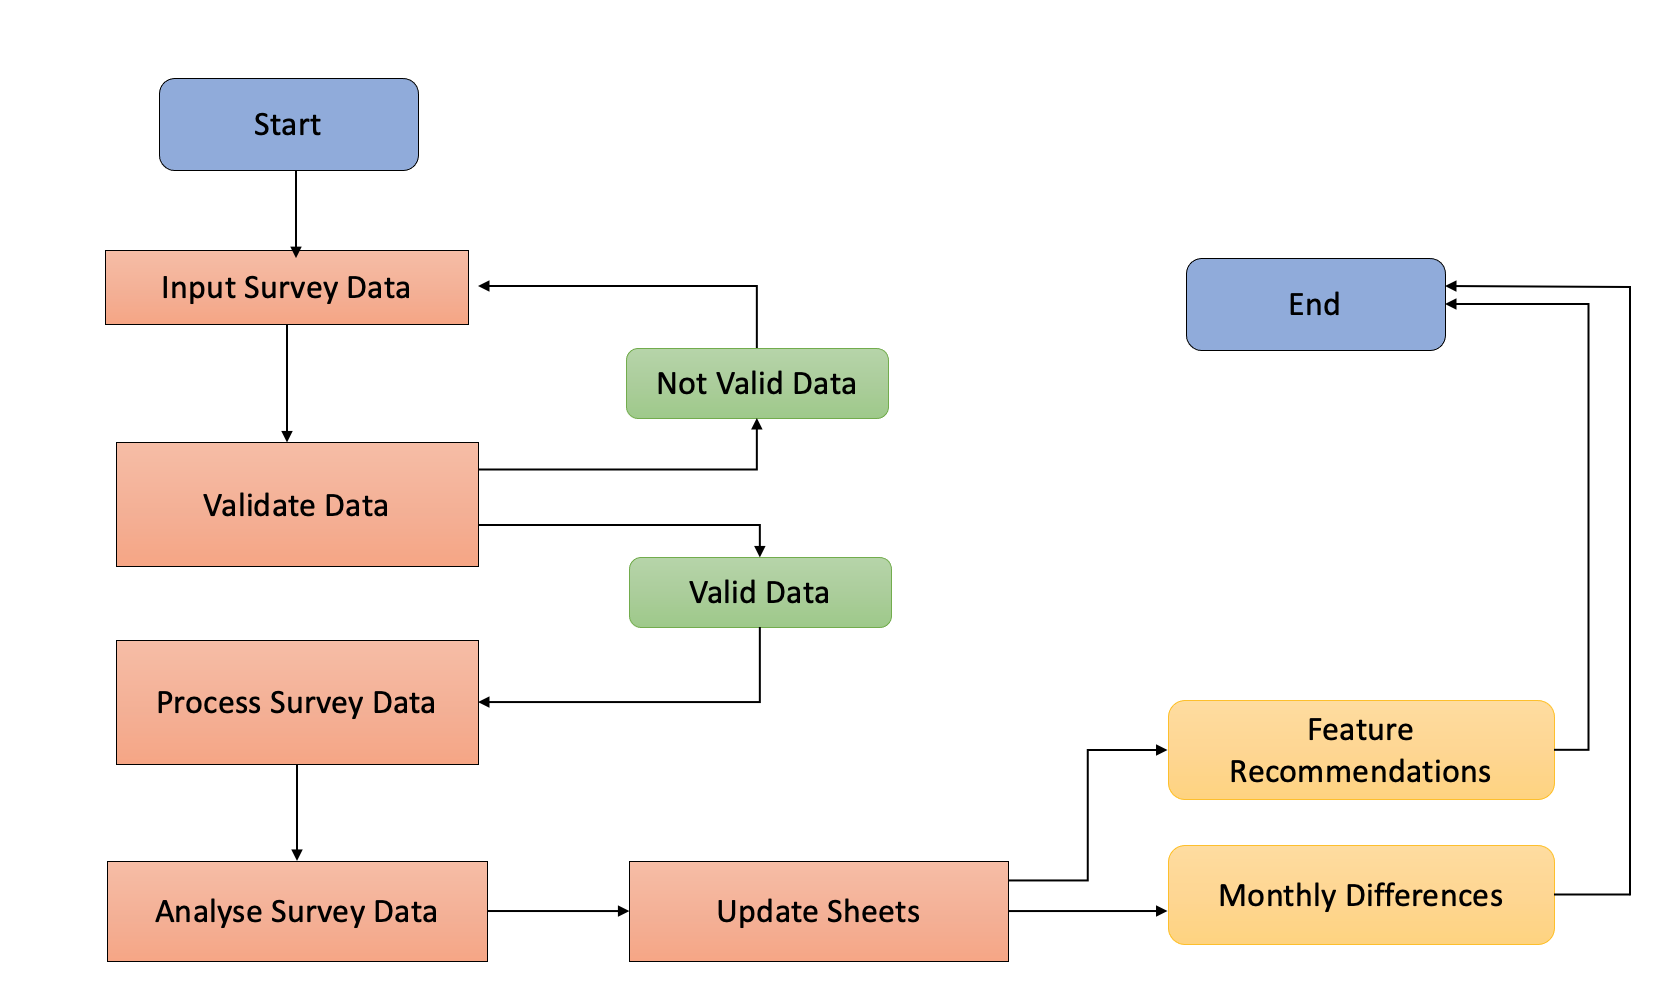 Start
Input Survey Data
End
Not Valid Data
Validate Data
Valid Data
Process Survey Data
Feature
Recommendations
Analyse Survey Data
Update Sheets
Monthly Differences